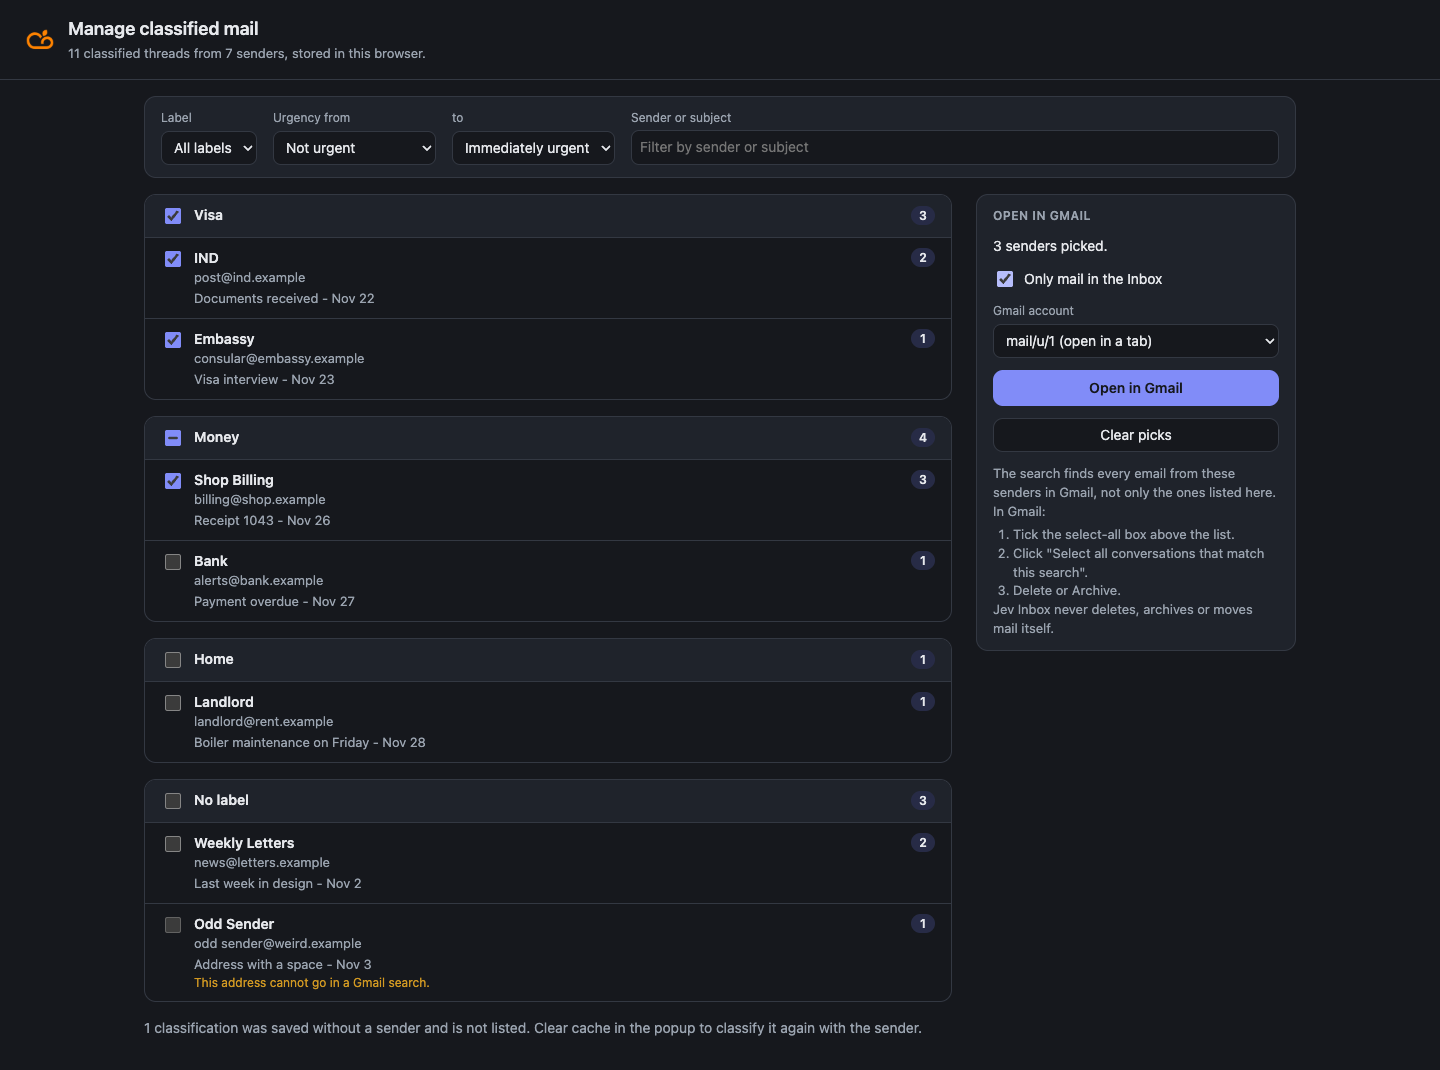 Manage classified mail
11 classified threads from 7 senders, stored in this browser.
Label
All labels
Urgency from
Not urgent
to
Immediately urgent
Sender or subject
Filter by sender or subject
Visa
3
IND
2
post@ind.example
Documents received - Nov 22
Embassy
1
consular@embassy.example
Visa interview - Nov 23
Money
4
Shop Billing
3
billing@shop.example
Receipt 1043 - Nov 26
Bank
1
alerts@bank.example
Payment overdue - Nov 27
Home
1
Landlord
1
landlord@rent.example
Boiler maintenance on Friday - Nov 28
No label
3
Weekly Letters
2
news@letters.example
Last week in design - Nov 2
Odd Sender
1
odd sender@weird.example
Address with a space - Nov 3
This address cannot go in a Gmail search.
1 classification was saved without a sender and is not listed. Clear cache in the popup to classify it again with the sender.
OPEN IN GMAIL
3 senders picked.
Only mail in the Inbox
Gmail account
mail/u/1 (open in a tab)
Open in Gmail
Clear picks
The search finds every email from these
senders in Gmail, not only the ones listed here.
In Gmail:
1. Tick the select-all box above the list.
2. Click "Select all conversations that match
this search".
3. Delete or Archive.
Jev Inbox never deletes, archives or moves
mail itself.